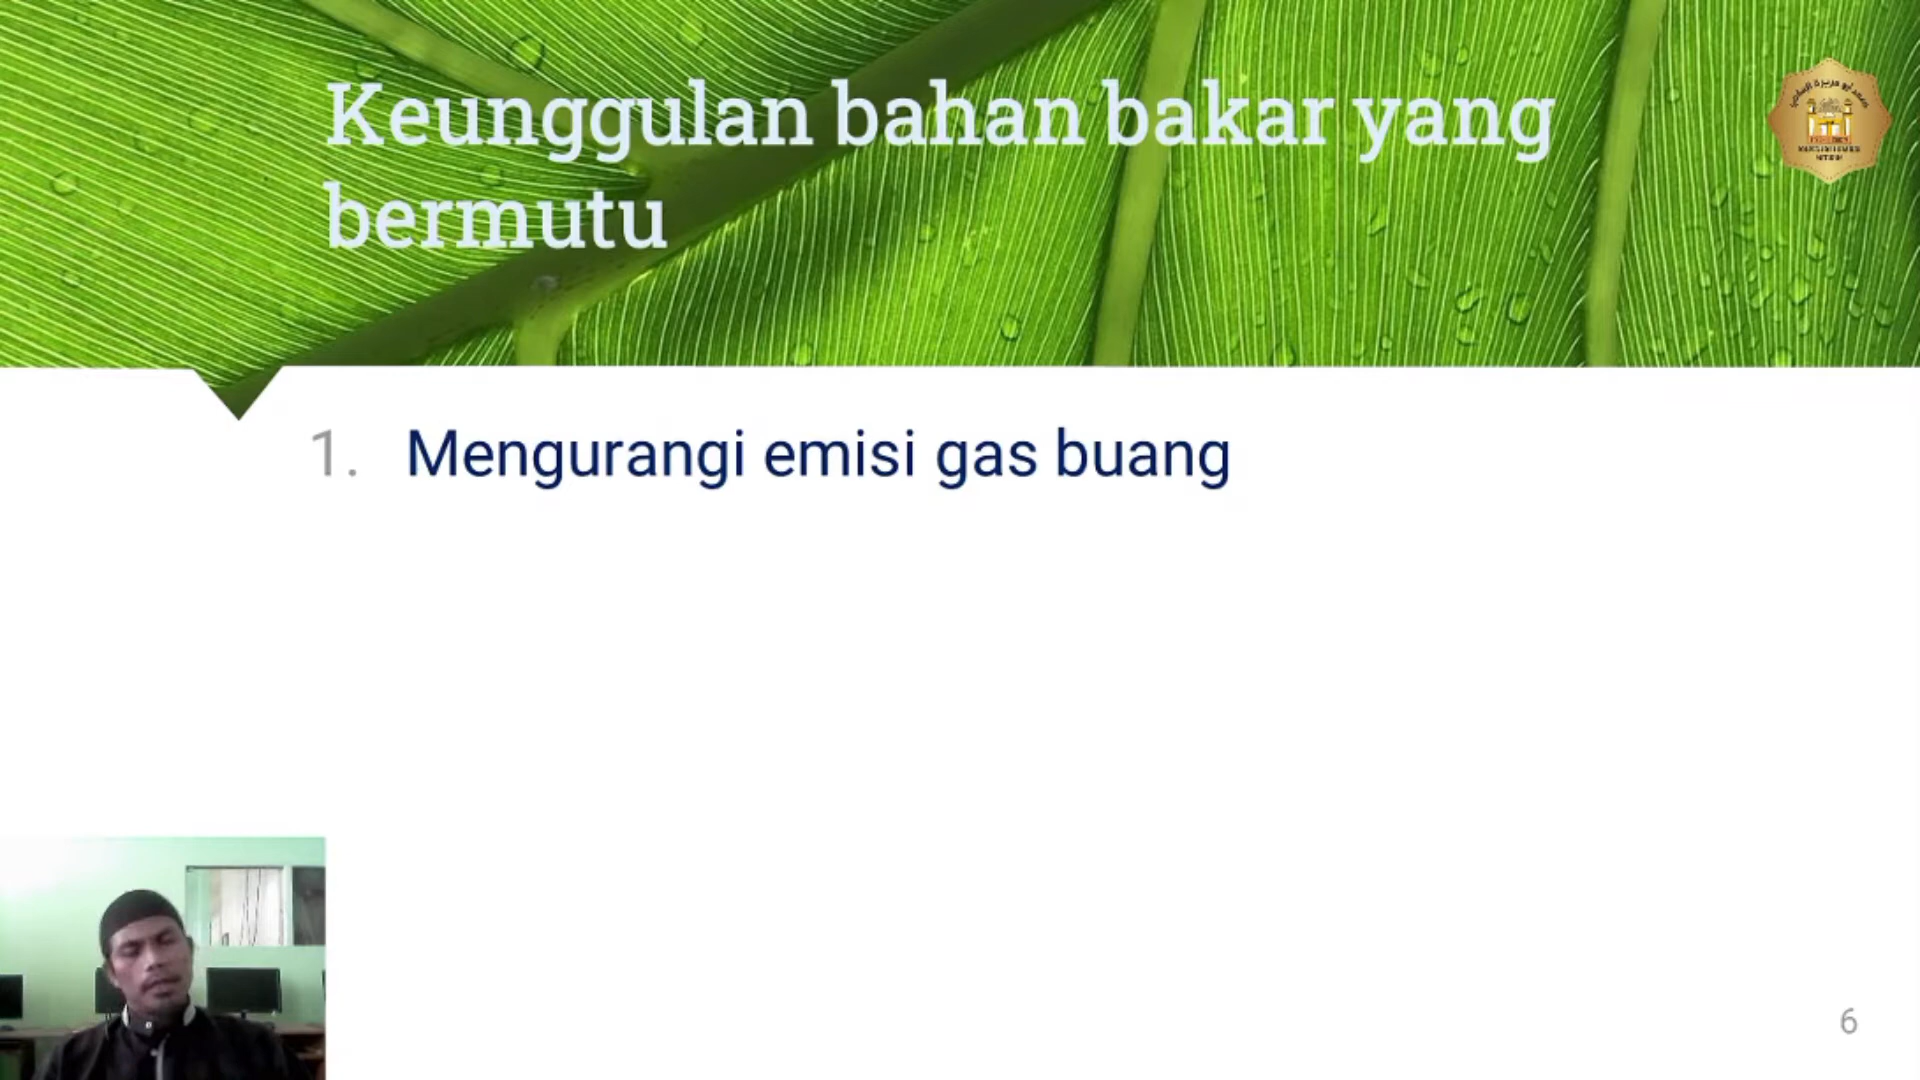 Keunggulan bahan bakar yang
bermutu
1. Mengurangi emisi gas buang
6